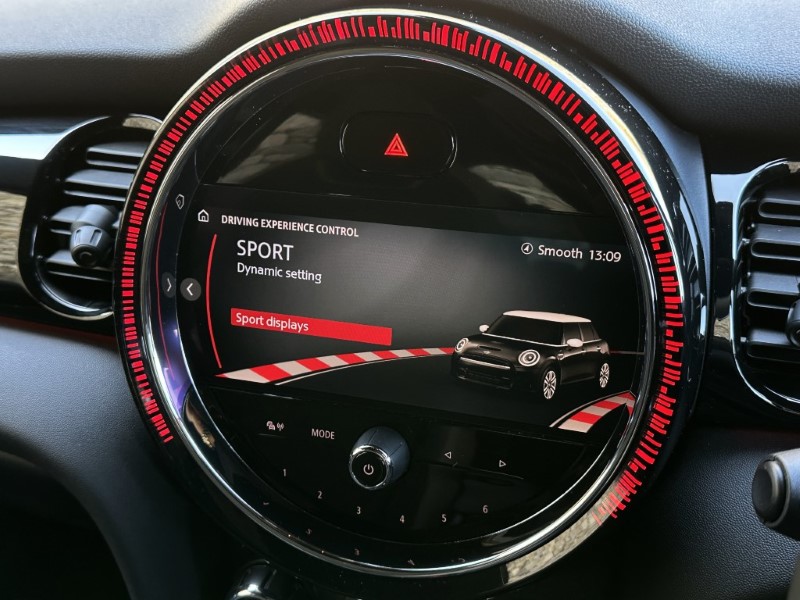 DRIVING EXPERIENCE CONTROL
SPORT
Smooth 13:09
Dynamic setting
Sport displays
MODE
1 2 3 4 5 6